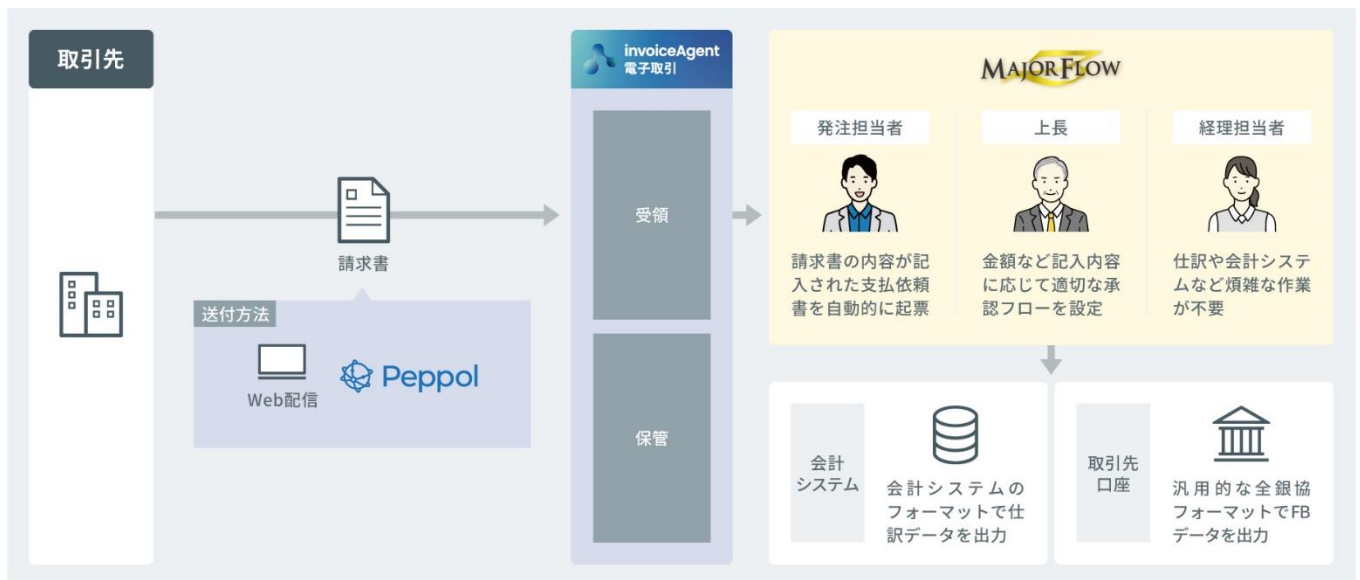 取引先
請求書
送付方法
Web配信
Peppol
invoiceAgent
電子取引
受領
保管
MAJOR FLOW
発注担当者
請求書の内容が記
入された支払依頼
書を自動的に起票
上長
金額など記入内容
に応じて適切な承
認フローを設定
経理担当者
仕訳や会計システ
ムなど煩雑な作業
が不要
会計
システム
会計システムの
フォーマットで仕
訳データを出力
取引先
口座
汎用的な全銀協
フォーマットでFB
データを出力